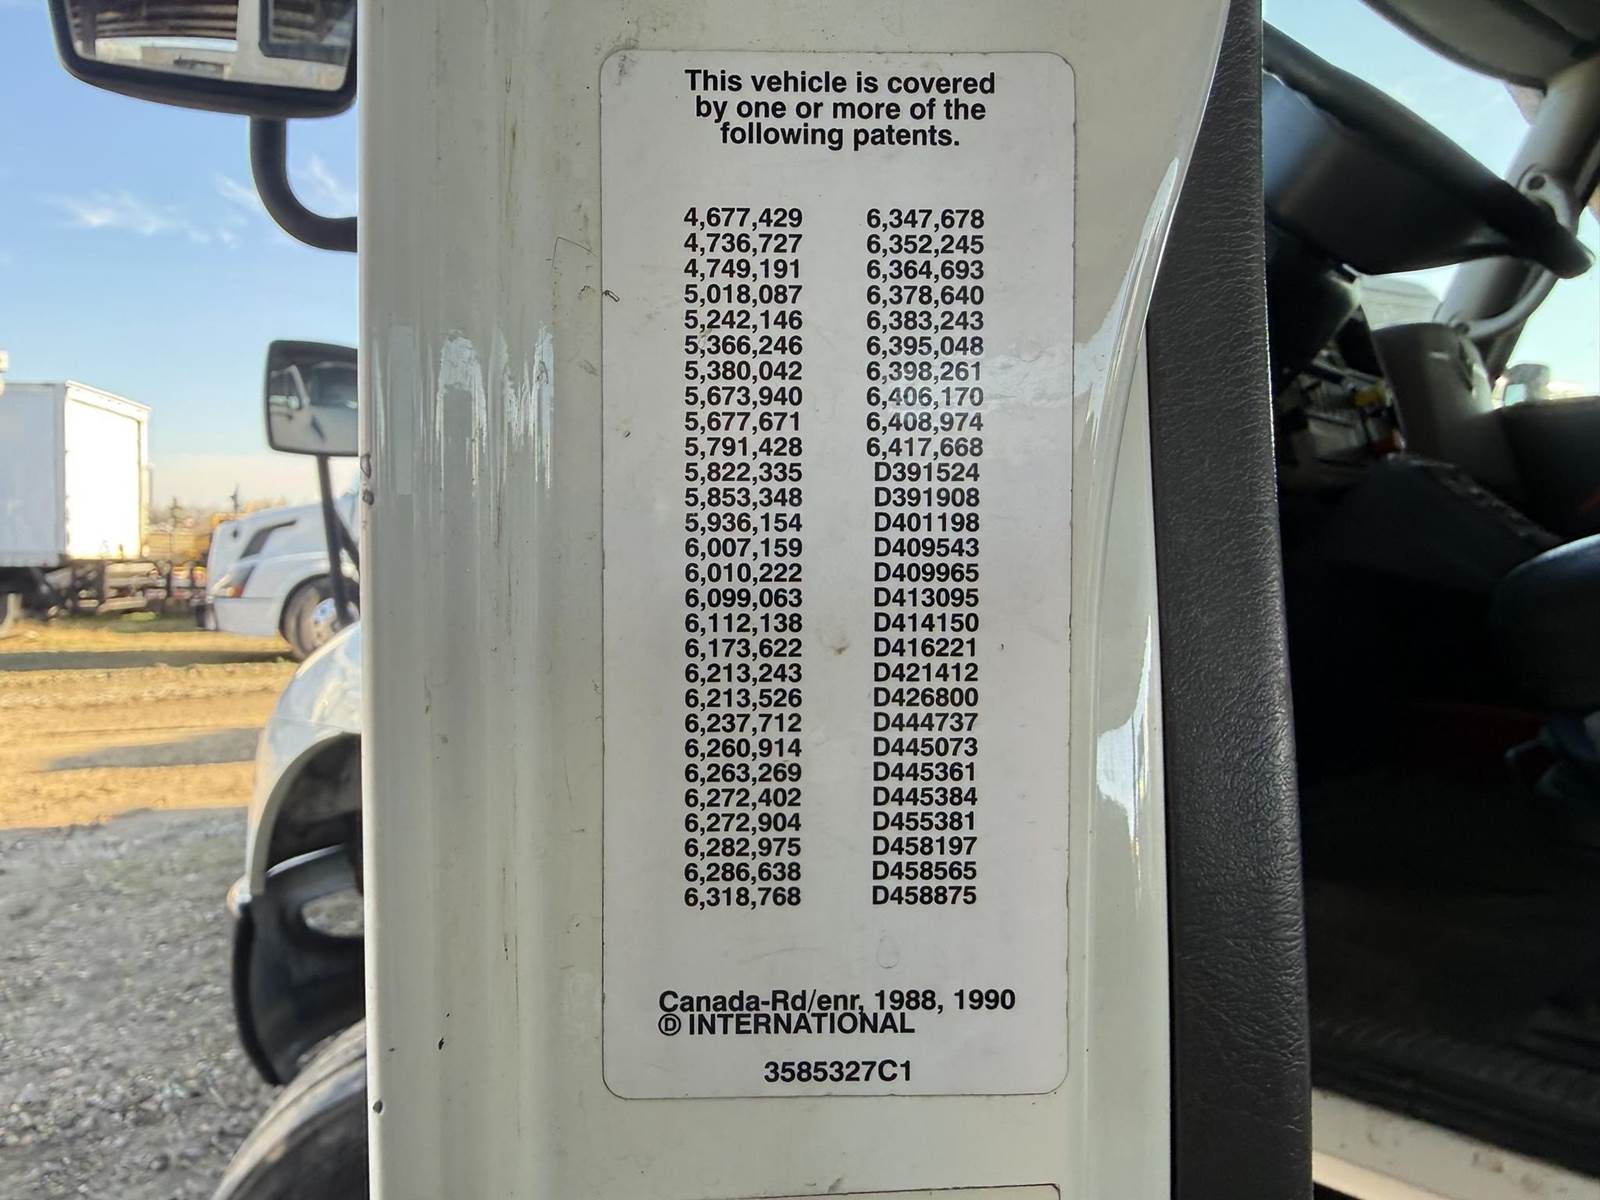 This vehicle is covered
by one or more of the
following patents.
4,677,429 6,347,678
4,736,727 6,352,245
4,749,191 6,364,693
5,018,087 6,378,640
5,242,146 6,383,243
5,366,246 6,395,048
5,380,042 6,398,261
5,673,940 6,406,170
5,677,671 6,408,974
5,791,428 6,417,668
5,822,335 D391524
5,853,348 D391908
5,936,154 D401198
6,007,159 D409543
6,010,222 D409965
6,099,063 D413095
6,112,138 D414150
6,173,622 D416221
6,213,243 D421412
6,213,526 D426800
6,237,712 D444737
6,260,914 D445073
6,263,269 D445361
6,272,402 D445384
6,272,904 D455381
6,282,975 D458197
6,286,638 D458565
6,318,768 D458875
Canada-Rd/enr, 1988, 1990
Ⓓ INTERNATIONAL
3585327C1